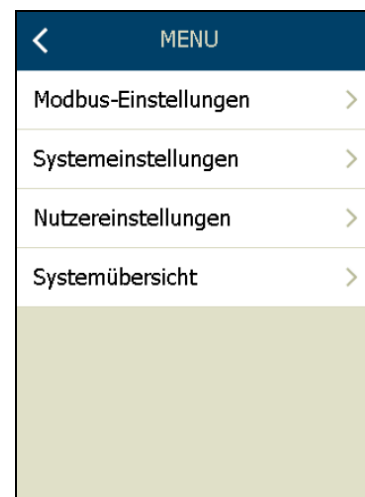 MENU
Modbus-Einstellungen
Systemeinstellungen
Nutzereinstellungen
Systemübersicht